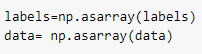 labels=np.asarray(labels)
data= np.asarray(data)